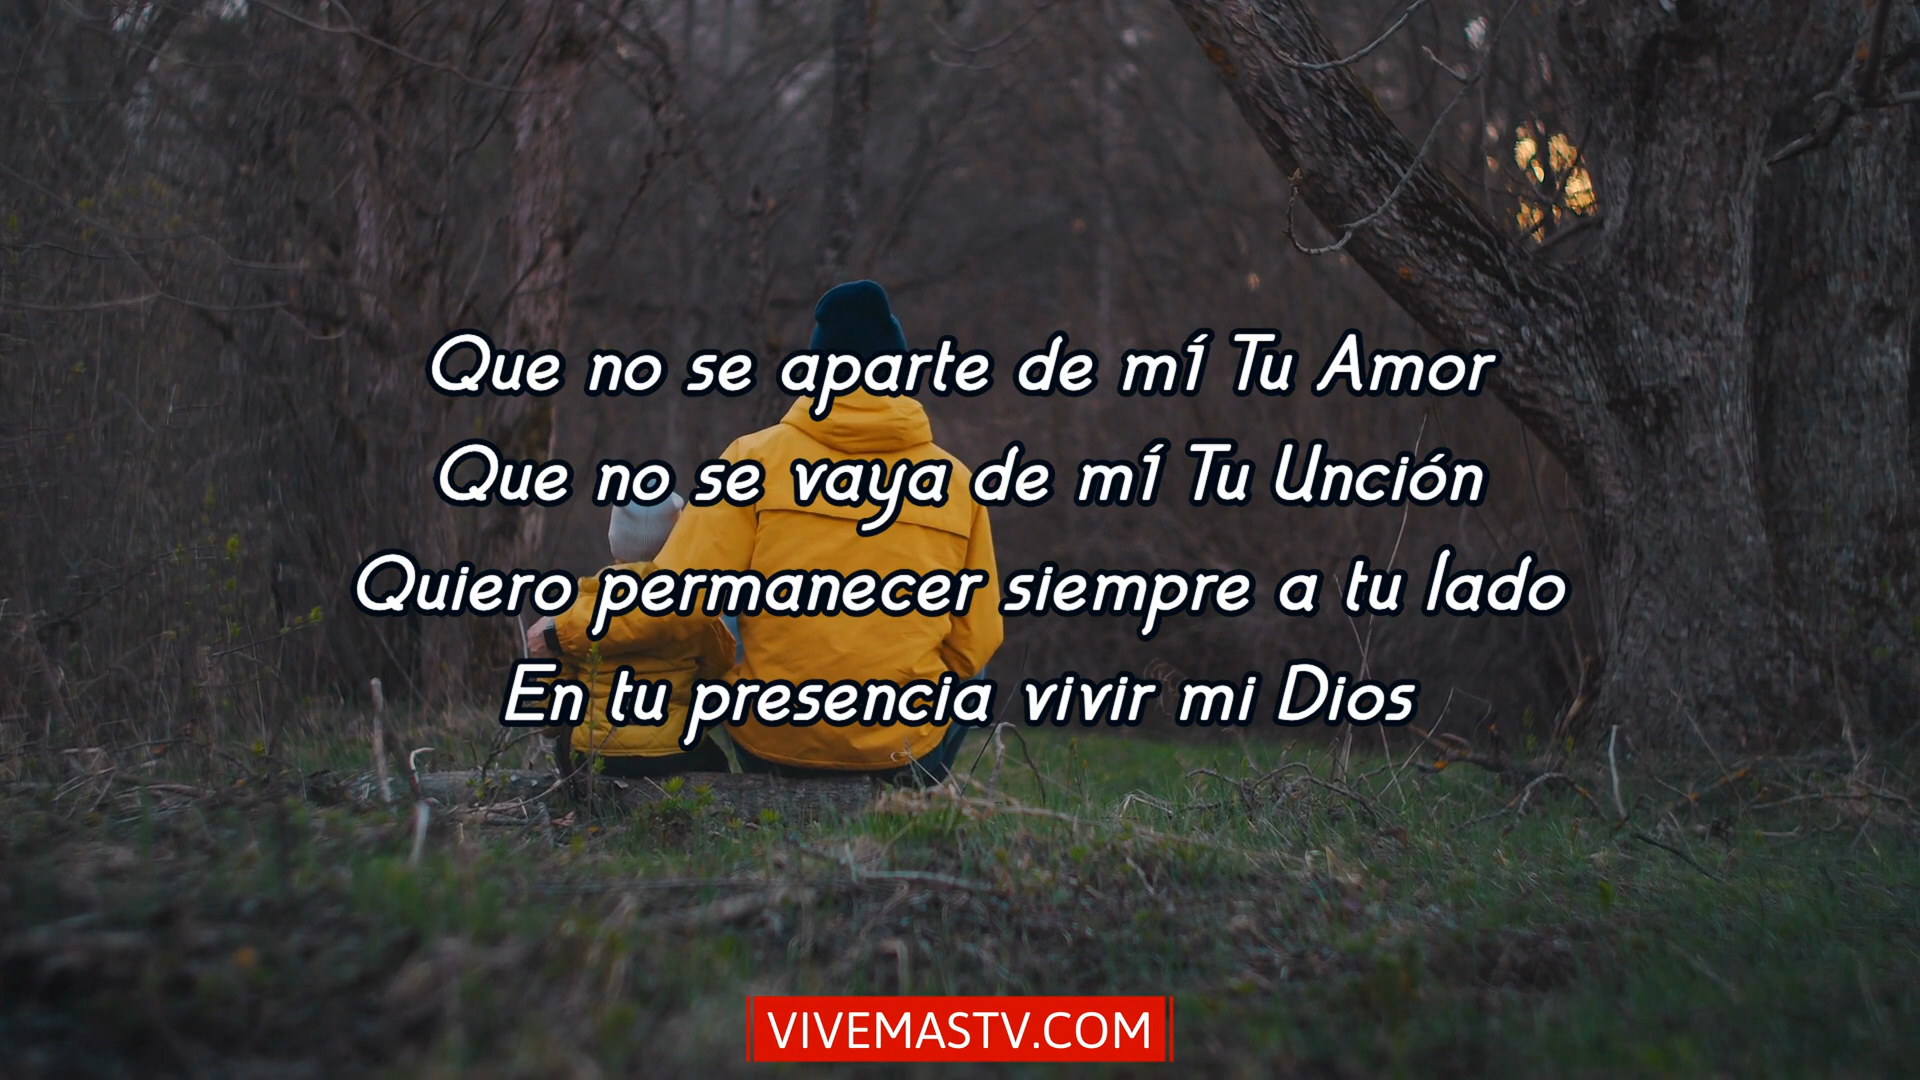 Que no se aparte de mí Tu Amor
Que no se vaya de mí Tu Unción
Quiero permanecer siempre a tu lado
En tu presencia vivir mi Dios
VIVEMASTV.COM